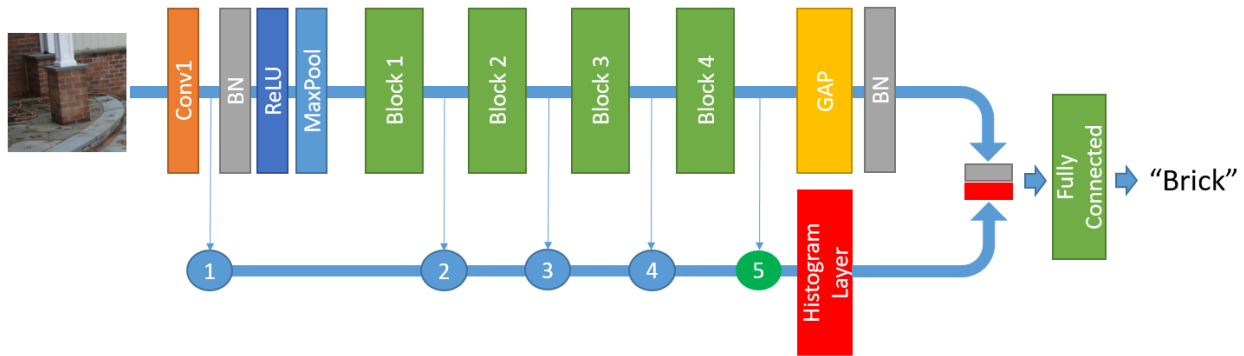 Conv1
BN
ReLU
MaxPool
Block 1
Block 2
Block 3
Block 4
GAP
BN
Fully
Connected
“Brick”
1
2
3
4
5
Histogram
Layer